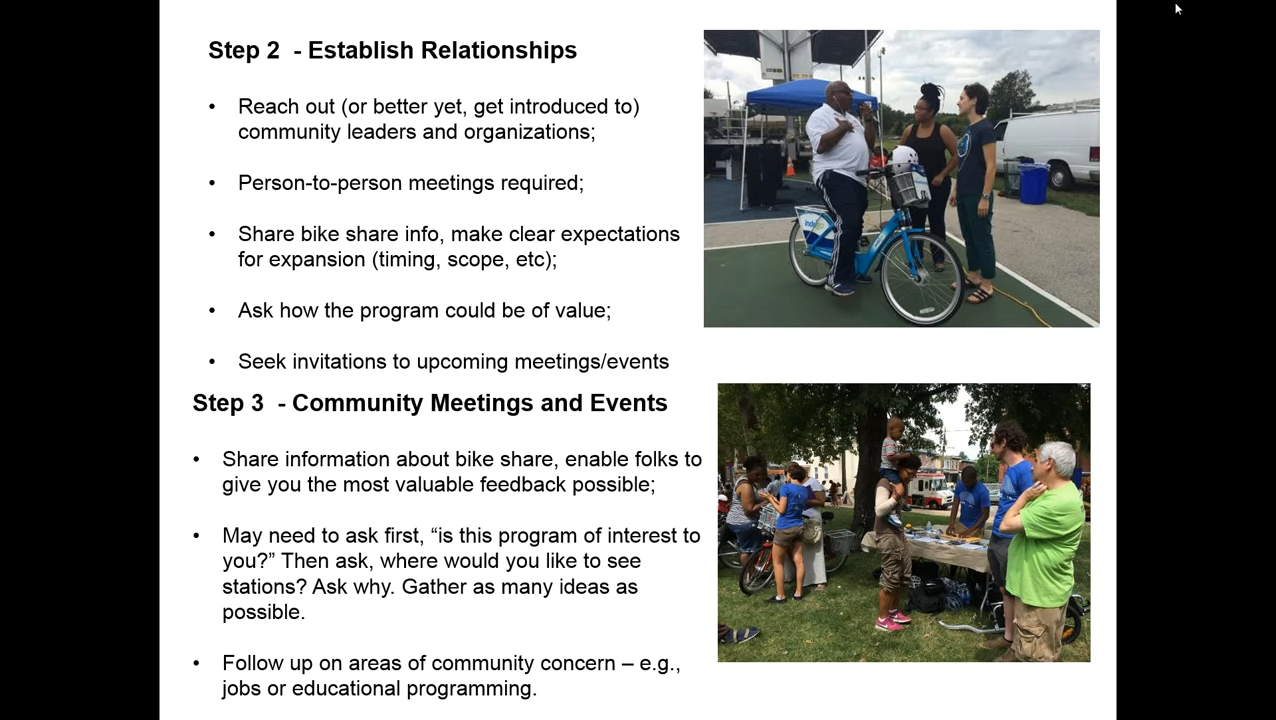 Step 2  - Establish Relationships
• Reach out (or better yet, get introduced to)
community leaders and organizations;
• Person-to-person meetings required;
• Share bike share info, make clear expectations
for expansion (timing, scope, etc);
• Ask how the program could be of value;
• Seek invitations to upcoming meetings/events
Step 3  - Community Meetings and Events
• Share information about bike share, enable folks to
give you the most valuable feedback possible;
• May need to ask first, “is this program of interest to
you?” Then ask, where would you like to see
stations? Ask why. Gather as many ideas as
possible.
• Follow up on areas of community concern – e.g.,
jobs or educational programming.